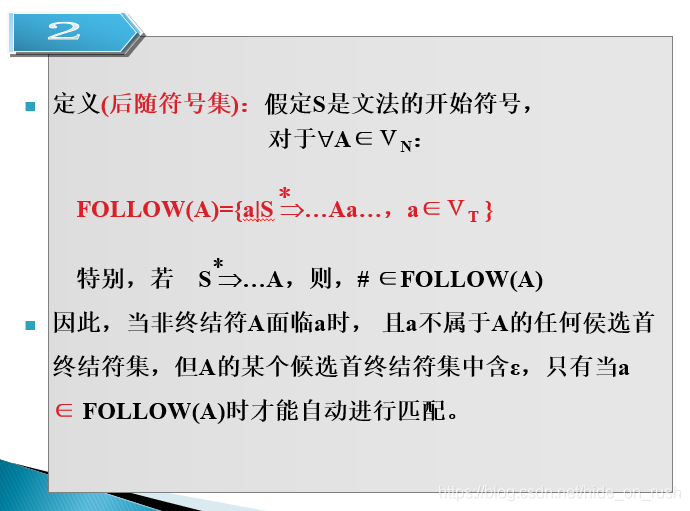 2
定义(后随符号集)：假定S是文法的开始符号，
对于∀A∈VN：
FOLLOW(A)={a|S *⇒…Aa…，a∈VT }
特别，若 S *⇒…A，则，# ∈FOLLOW(A)
因此，当非终结符A面临a时， 且a不属于A的任何侯选首
终结符集，但A的某个候选首终结符集中含ε，只有当a
∈ FOLLOW(A)时才能自动进行匹配。
https://blog.csdn.net/hide_on_rush